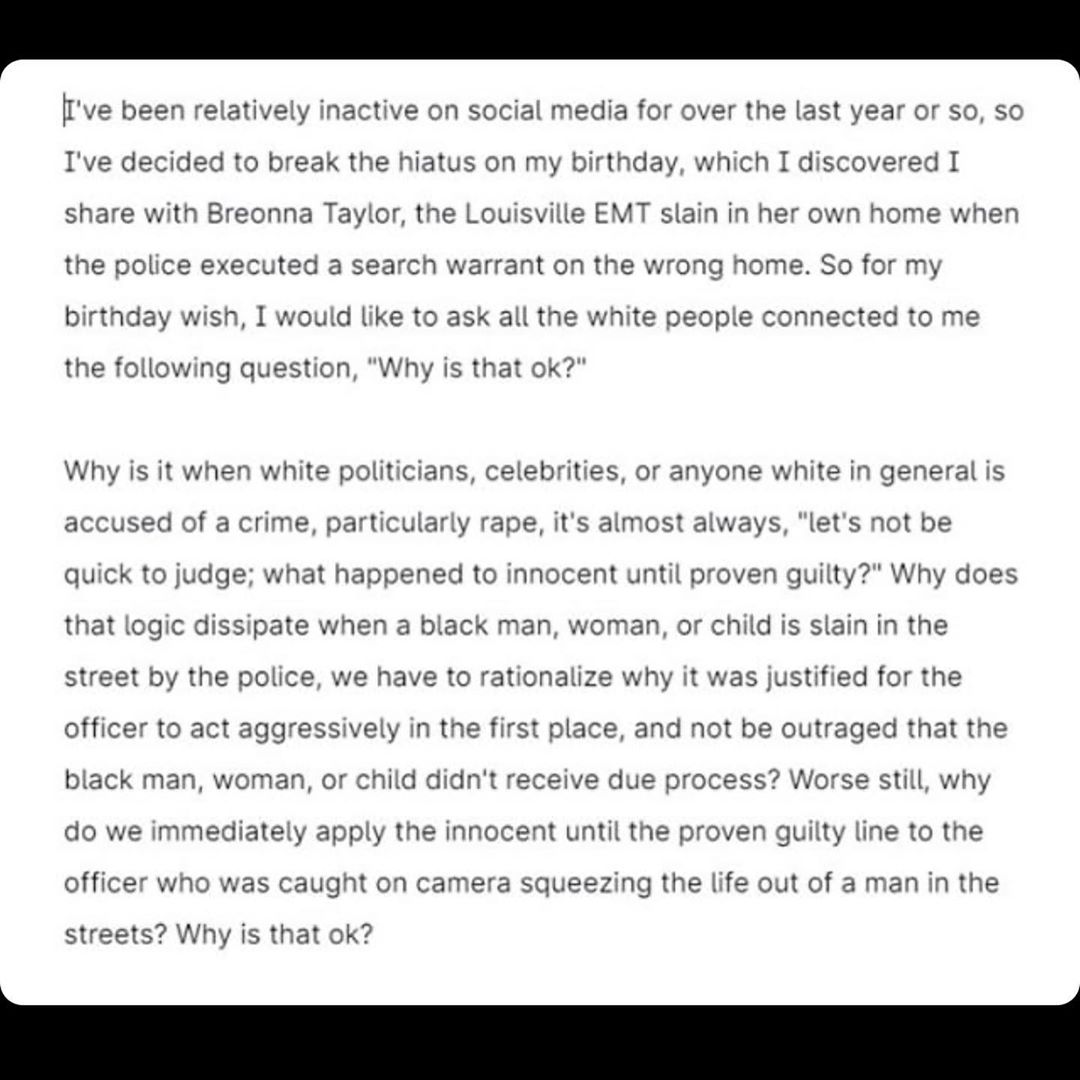 I've been relatively inactive on social media for over the last year or so, so
I've decided to break the hiatus on my birthday, which I discovered I
share with Breonna Taylor, the Louisville EMT slain in her own home when
the police executed a search warrant on the wrong home. So for my
birthday wish, I would like to ask all the white people connected to me
the following question, "Why is that ok?"
Why is it when white politicians, celebrities, or anyone white in general is
accused of a crime, particularly rape, it's almost always, "let's not be
quick to judge; what happened to innocent until proven guilty?" Why does
that logic dissipate when a black man, woman, or child is slain in the
street by the police, we have to rationalize why it was justified for the
officer to act aggressively in the first place, and not be outraged that the
black man, woman, or child didn't receive due process? Worse still, why
do we immediately apply the innocent until the proven guilty line to the
officer who was caught on camera squeezing the life out of a man in the
streets? Why is that ok?